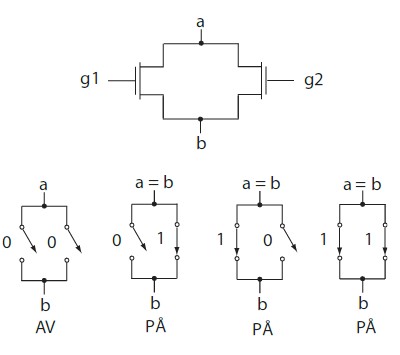 a
g1 g2
b
a a = b a = b a = b
0 0 0 1 1 0 1 1
b b b b
AV PÅ PÅ PÅ